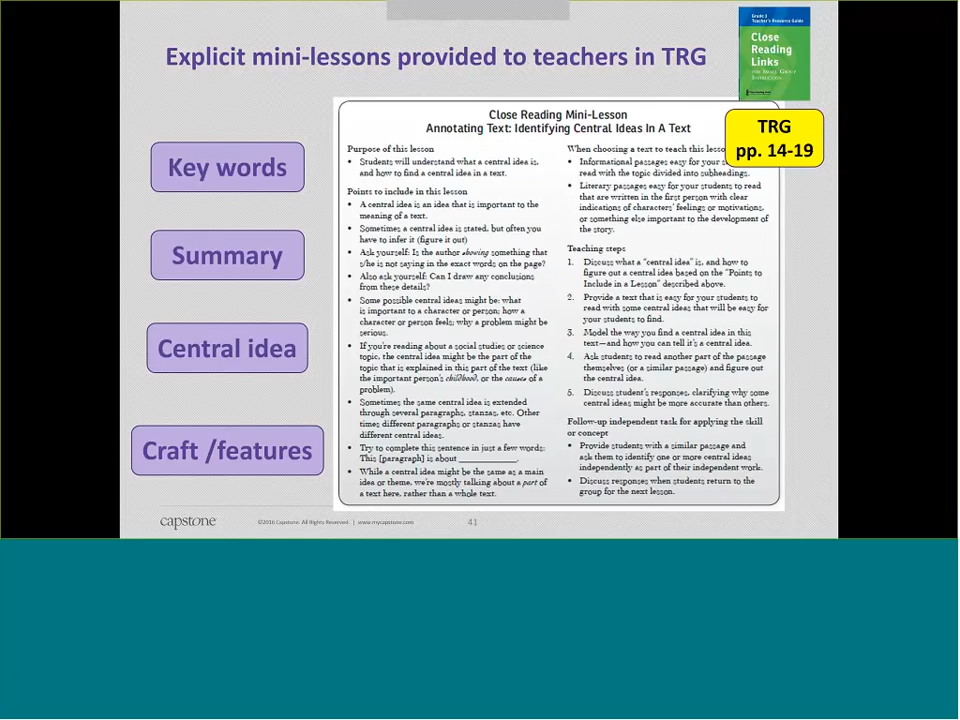 Explicit mini-lessons provided to teachers in TRG
Grade 3
Teacher's Resource Guide
Close
Reading
Links
FOR SMALL GROUP
INSTRUCTION
TRG
pp. 14-19
Key words
Summary
Central idea
Craft /features
Close Reading Mini-Lesson
Annotating Text: Identifying Central Ideas In A Text
Purpose of this lesson
• Students will understand what a central idea is,
and how to find a central idea in a text.
Points to include in this lesson
• A central idea is an idea that is important to the
meaning of a text.
• Sometimes a central idea is stated, but often you
have to infer it (figure it out)
• Ask yourself: Is the author showing something that
s/he is not saying in the exact words on the page?
• Also ask yourself: Can I draw any conclusions
from these details?
• Some possible central ideas might be: what
is important to a character or person; how a
character or person feels; why a problem might be
serious.
• If you're reading about a social studies or science
topic, the central idea might be the part of the
topic that is explained in this part of the text (like
the important person's childhood, or the causes of a
problem).
• Sometimes the same central idea is extended
through several paragraphs, stanzas, etc. Other
times different paragraphs or stanzas have
different central ideas.
• Try to complete this sentence in just a few words:
This [paragraph] is about ____________.
• While a central idea might be the same as a main
idea or theme, we're mostly talking about a part of
a text here, rather than a whole text.
When choosing a text to teach this
• Informational passages easy for your
read with the topic divided into subheadings.
• Literary passages easy for your students to read
that are written in the first person with clear
indications of characters' feelings or motivations,
or something else important to the development of
the story.
Teaching steps
1. Discuss what a "central idea" is, and how to
figure out a central idea based on the "Points to
Include in a Lesson" described above.
2. Provide a text that is easy for your students to
read with some central ideas that will be easy for
your students to find.
3. Model the way you find a central idea in this
text—and how you can tell it's a central idea.
4. Ask students to read another part of the passage
themselves (or a similar passage) and figure out
the central idea.
5. Discuss student's responses, clarifying why some
central ideas might be more accurate than others.
Follow-up independent task for applying the skill
or concept
• Provide students with a similar passage and
ask them to identify one or more central ideas
independently as part of their independent work.
• Discuss responses when students return to the
group for the next lesson.
capstone
©2016 Capstone. All Rights Reserved. | www.mycapstone.com
41